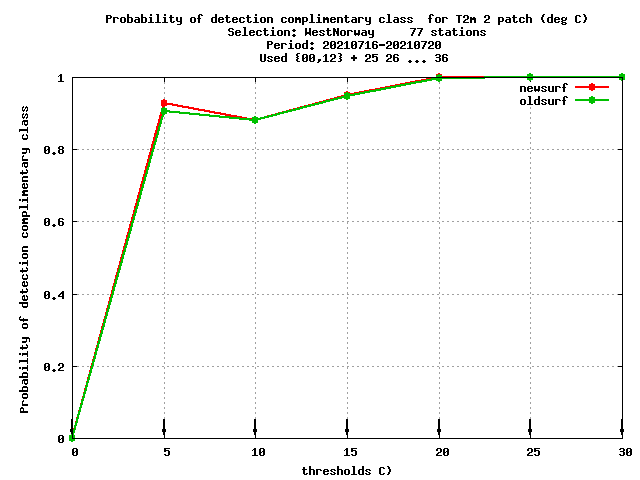 Probability of detection complimentary class  for T2m 2 patch (deg C)
Selection: WestNorway     77 stations
Period: 20210716-20210720
Used {00,12} + 25 26 ... 36
newsurf
oldsurf
Probability of detection complimentary class
1
0.8
0.6
0.4
0.2
0
0 5 10 15 20 25 30
thresholds C)